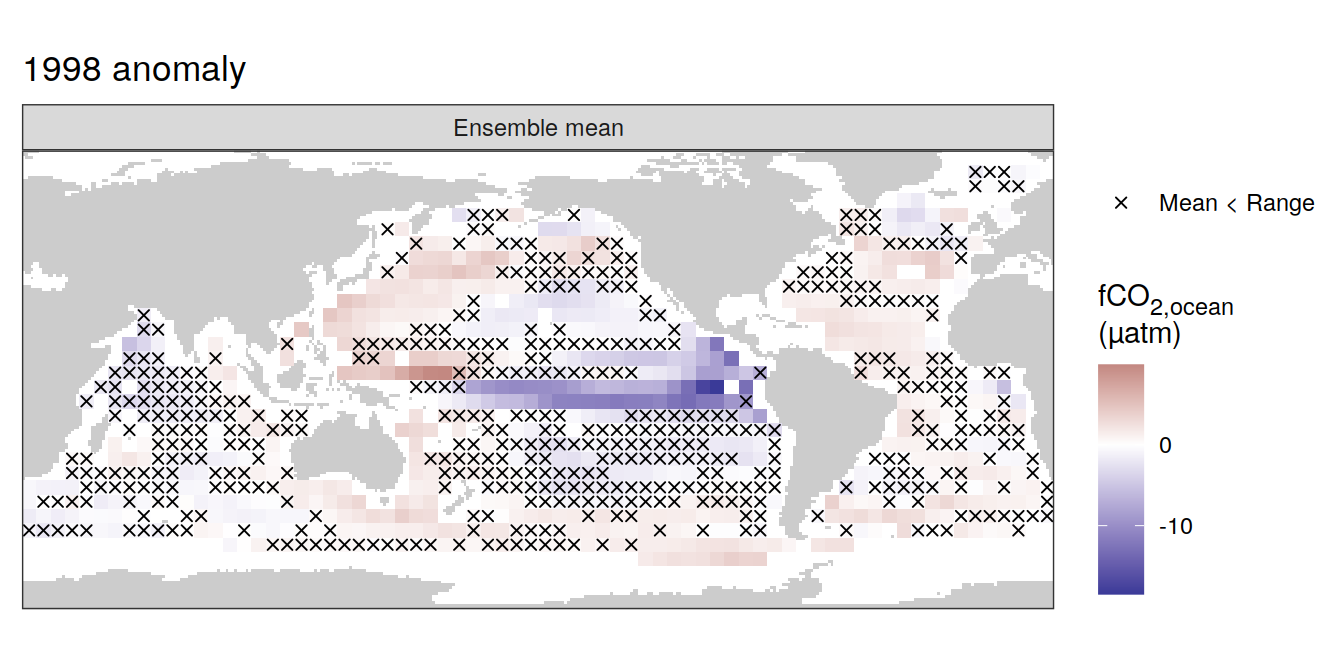 1998 anomaly
Ensemble mean
× Mean < Range
fCO2,ocean
(µatm)
0
-10